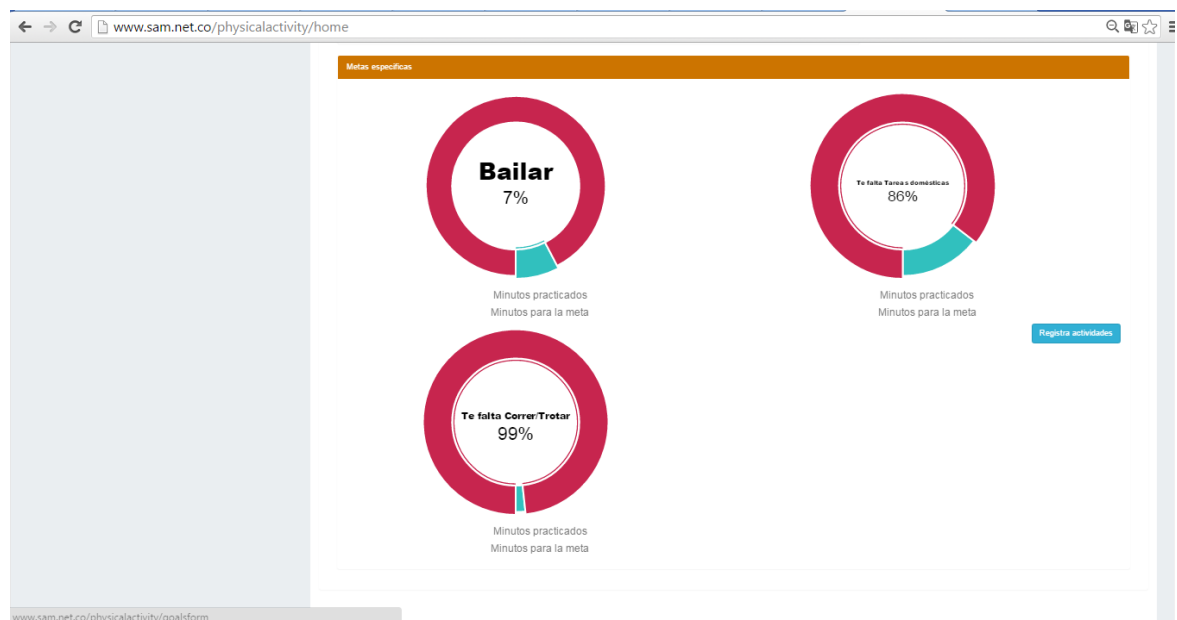 www.sam.net.co/physicalactivity/home
Metas específicas
Bailar
7%
Te falta Tareas domésticas
86%
Minutos practicados
Minutos para la meta
Minutos practicados
Minutos para la meta
Registra actividades
Te falta Correr/Trotar
99%
Minutos practicados
Minutos para la meta
www.sam.net.co/physicalactivity/goalsform